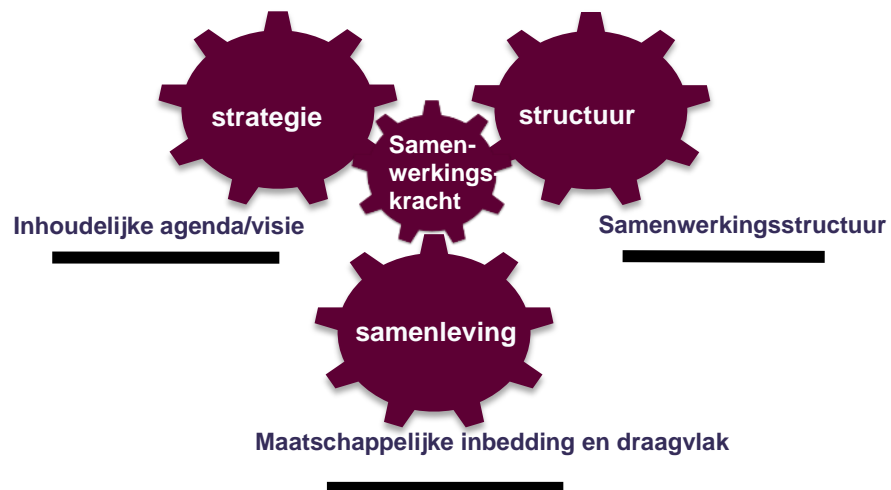 strategie
structuur
Samen-
werkings-
kracht
Inhoudelijke agenda/visie
Samenwerkingsstructuur
samenleving
Maatschappelijke inbedding en draagvlak